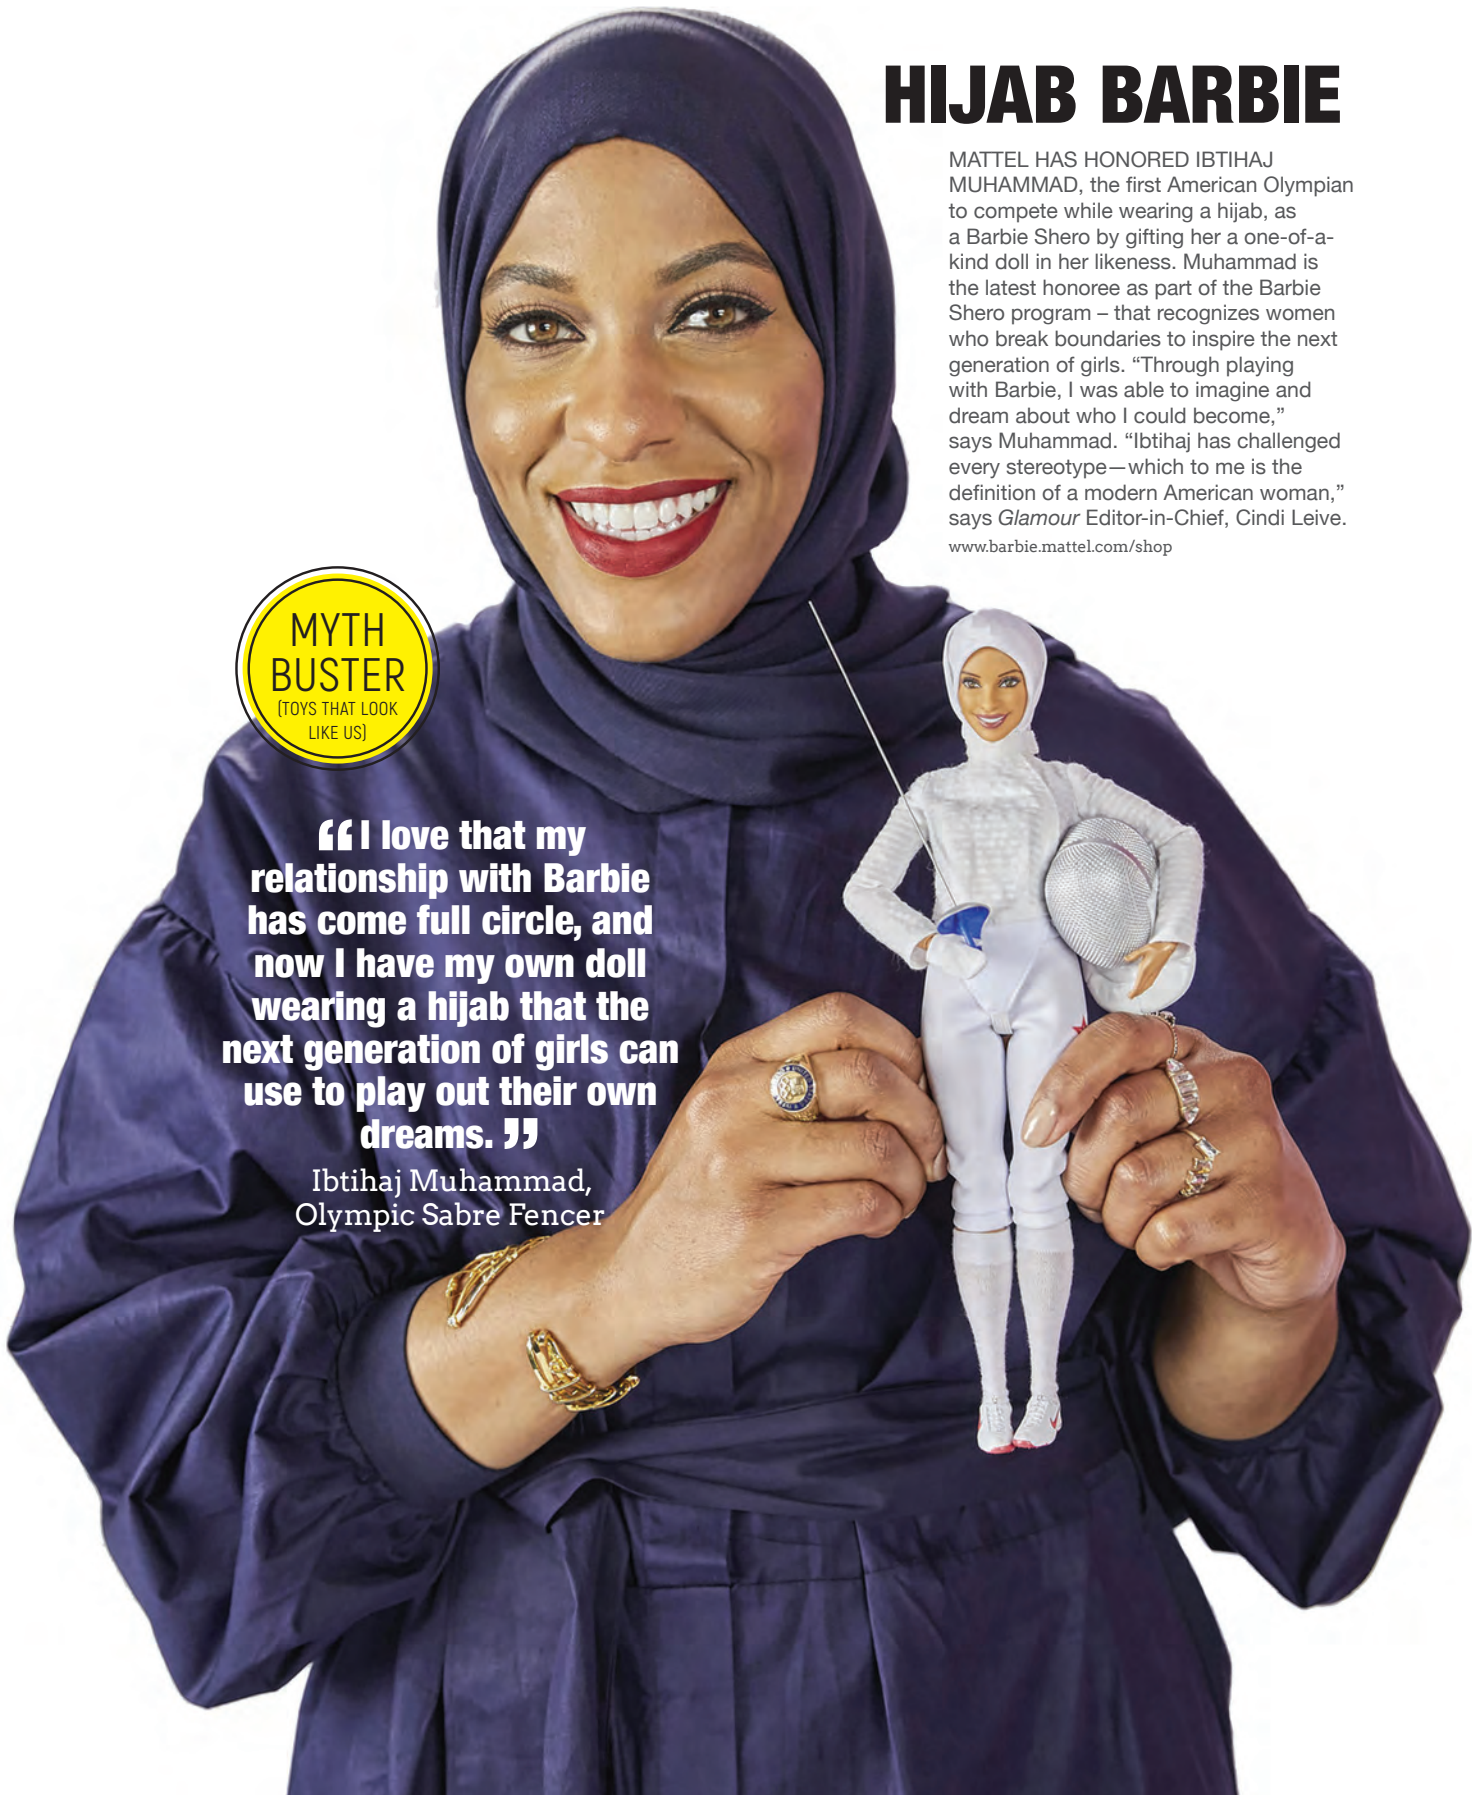 HIJAB BARBIE
MATTEL HAS HONORED IBTIHAJ
MUHAMMAD, the first American Olympian
to compete while wearing a hijab, as
a Barbie Shero by gifting her a one-of-a-
kind doll in her likeness. Muhammad is
the latest honoree as part of the Barbie
Shero program – that recognizes women
who break boundaries to inspire the next
generation of girls. “Through playing
with Barbie, I was able to imagine and
dream about who I could become,”
says Muhammad. “Ibtihaj has challenged
every stereotype—which to me is the
definition of a modern American woman,”
says Glamour Editor-in-Chief, Cindi Leive.
www.barbie.mattel.com/shop
MYTH
BUSTER
(TOYS THAT LOOK
LIKE US)
“I love that my
relationship with Barbie
has come full circle, and
now I have my own doll
wearing a hijab that the
next generation of girls can
use to play out their own
dreams.”
Ibtihaj Muhammad,
Olympic Sabre Fencer